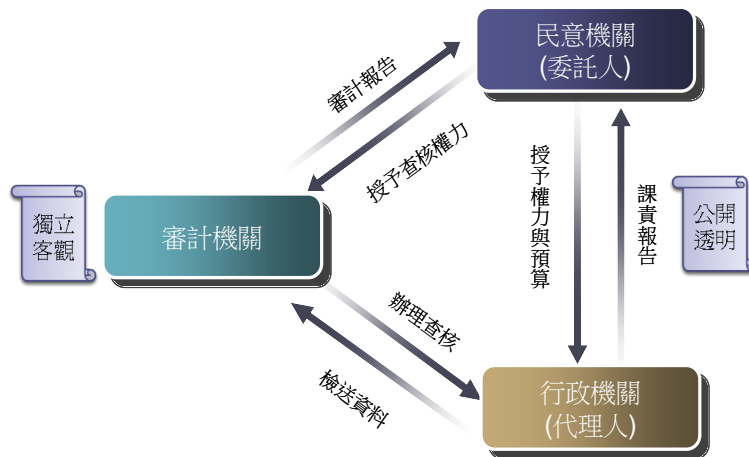 民意機關
(委託人)
審計報告
授予查核權力
授予權力與預算
課責報告
公開
透明
獨立
客觀
審計機關
辦理查核
檢送資料
行政機關
(代理人)